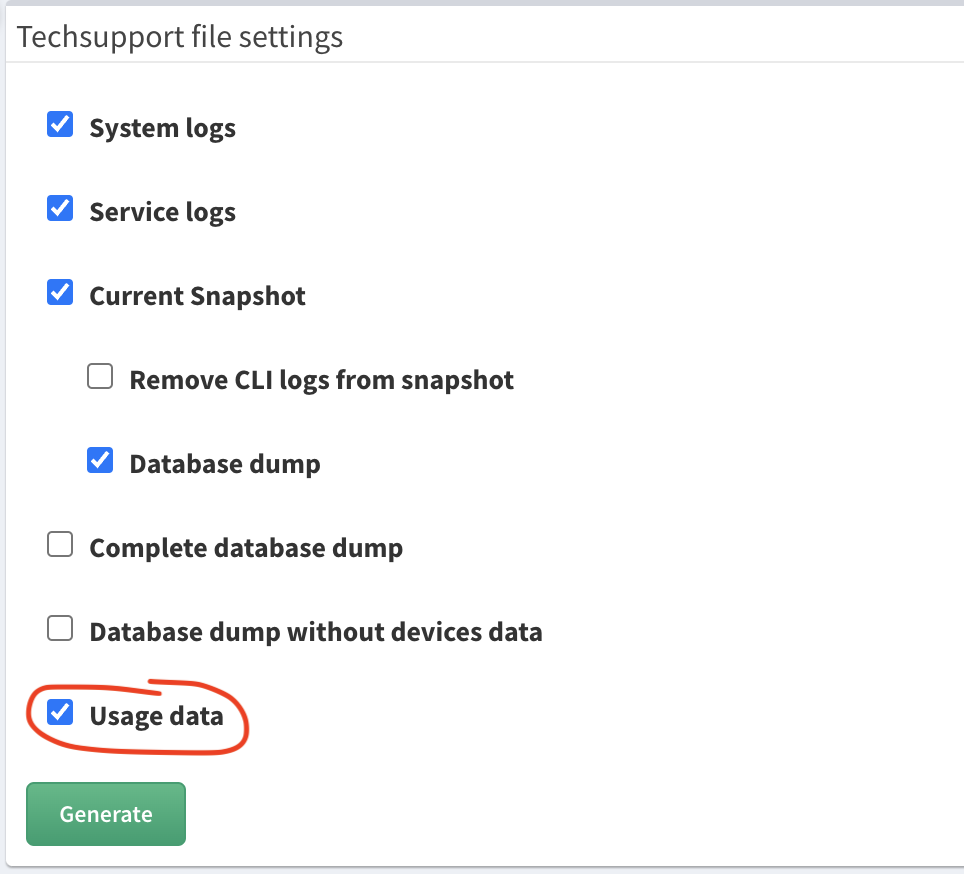 Techsupport file settings
System logs
Service logs
Current Snapshot
Remove CLI logs from snapshot
Database dump
Complete database dump
Database dump without devices data
Usage data
Generate